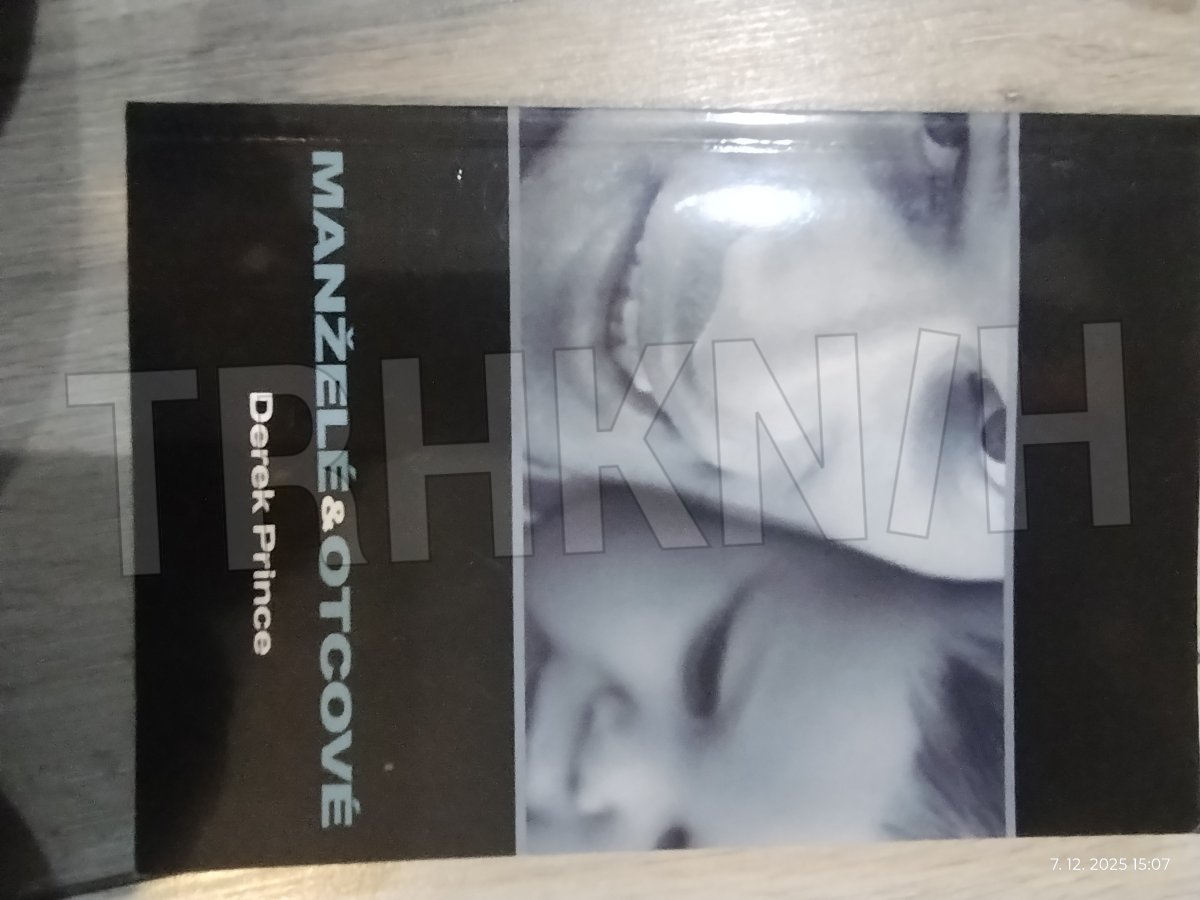 MANŽELÉ & OTCOVÉ
Derek Prince
TRHKNIH
7. 12. 2025 15:07